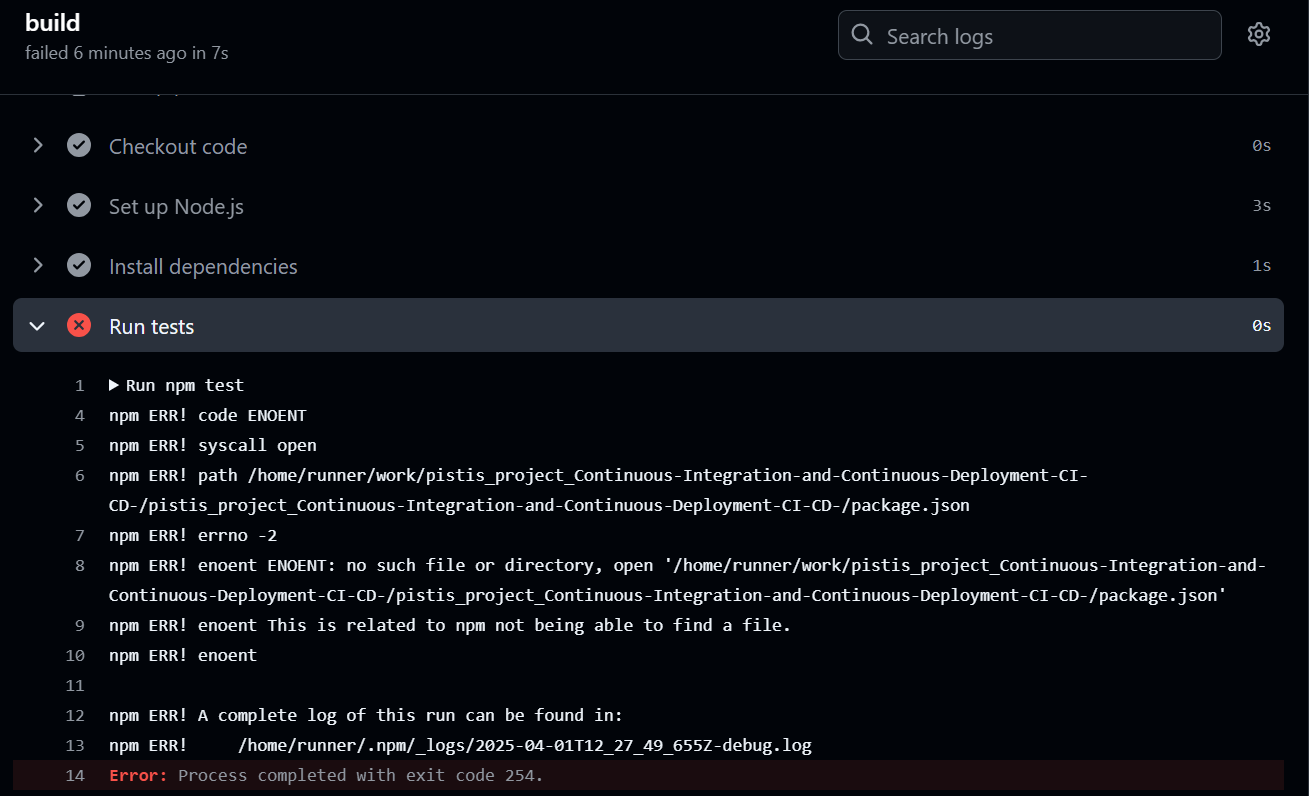 build
failed 6 minutes ago in 7s
Search logs
Checkout code 0s
Set up Node.js 3s
Install dependencies 1s
Run tests 0s
1 Run npm test
4 npm ERR! code ENOENT
5 npm ERR! syscall open
6 npm ERR! path /home/runner/work/pistis_project_Continuous-Integration-and-Continuous-Deployment-CI-
CD-/pistis_project_Continuous-Integration-and-Continuous-Deployment-CI-CD-/package.json
7 npm ERR! errno -2
8 npm ERR! enoent ENOENT: no such file or directory, open '/home/runner/work/pistis_project_Continuous-Integration-and-
Continuous-Deployment-CI-CD-/pistis_project_Continuous-Integration-and-Continuous-Deployment-CI-CD-/package.json'
9 npm ERR! enoent This is related to npm not being able to find a file.
10 npm ERR! enoent
11
12 npm ERR! A complete log of this run can be found in:
13 npm ERR!     /home/runner/.npm/_logs/2025-04-01T12_27_49_655Z-debug.log
14 Error: Process completed with exit code 254.